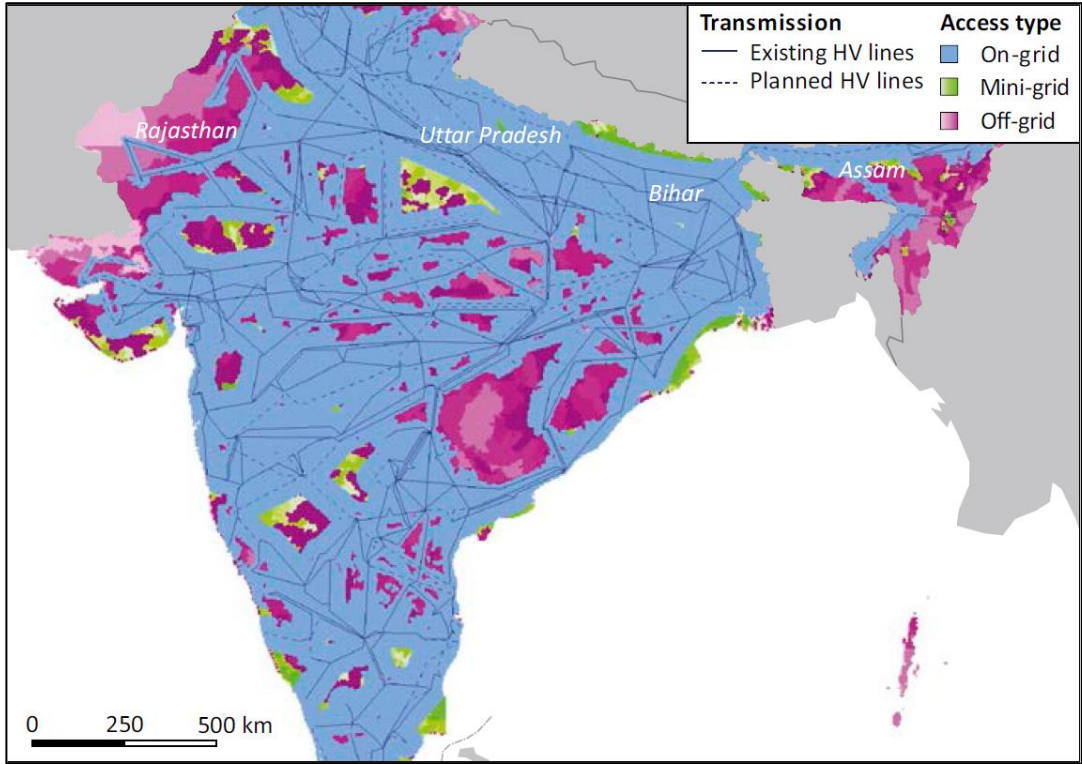 Transmission
Existing HV lines
Planned HV lines
Access type
On-grid
Mini-grid
Off-grid
Rajasthan
Uttar Pradesh
Bihar
Assam
0 250 500 km